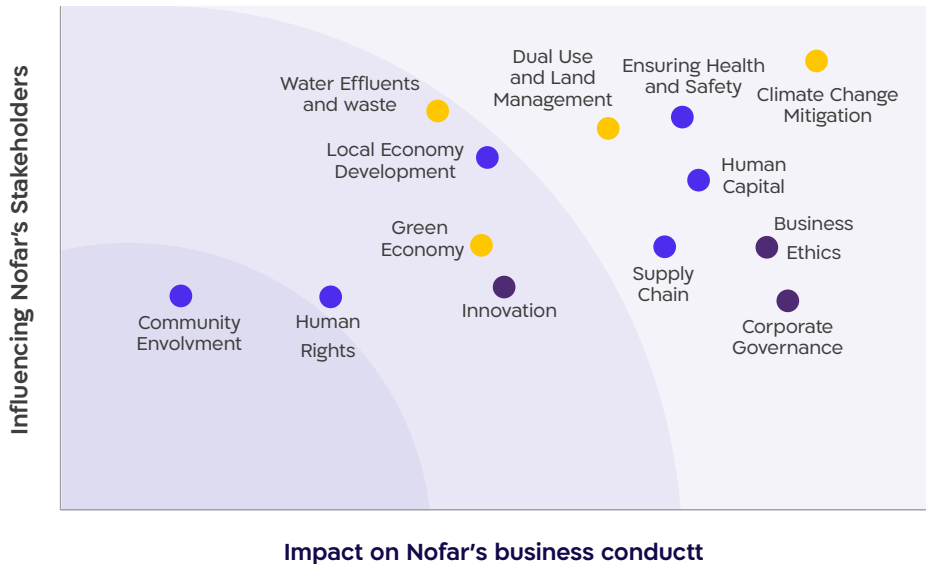 Influencing Nofar's Stakeholders
Water Effluents
and waste
Dual Use
and Land
Management
Ensuring Health
and Safety
Climate Change
Mitigation
Local Economy
Development
Human
Capital
Green
Economy
Business
Ethics
Supply
Chain
Innovation
Community
Envolvment
Human
Rights
Corporate
Governance
Impact on Nofar's business conductt